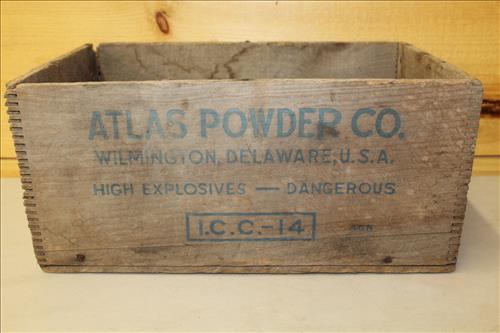 ATLAS POWDER CO.
WILMINGTON, DELAWARE, U.S.A.
HIGH EXPLOSIVES — DANGEROUS
I.C.C.-14